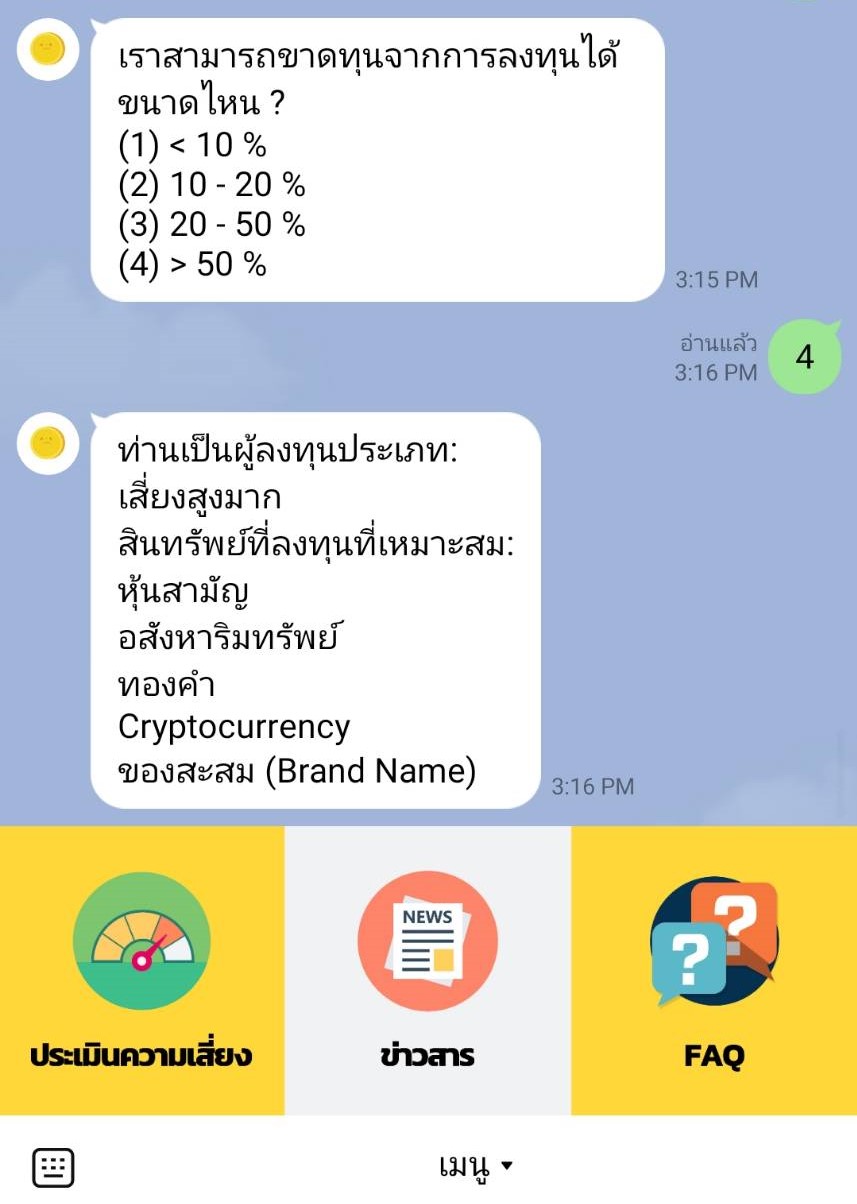 เราสามารถขาดทุนจากการลงทุนได้
ขนาดไหน ?
(1) < 10 %
(2) 10 - 20 %
(3) 20 - 50 %
(4) > 50 %
3:15 PM
อ่านแล้ว
3:16 PM
4
ท่านเป็นผู้ลงทุนประเภท:
เสี่ยงสูงมาก
สินทรัพย์ที่ลงทุนที่เหมาะสม:
หุ้นสามัญ
อสังหาริมทรัพย์
ทองคำ
Cryptocurrency
ของสะสม (Brand Name)
3:16 PM
NEWS
? ?
ประเมินความเสี่ยง
ข่าวสาร
FAQ
เมนู